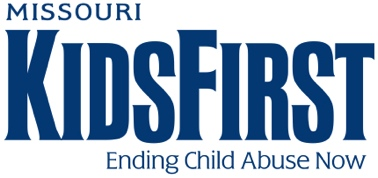 MISSOURI
KIDSFIRST
Ending Child Abuse Now